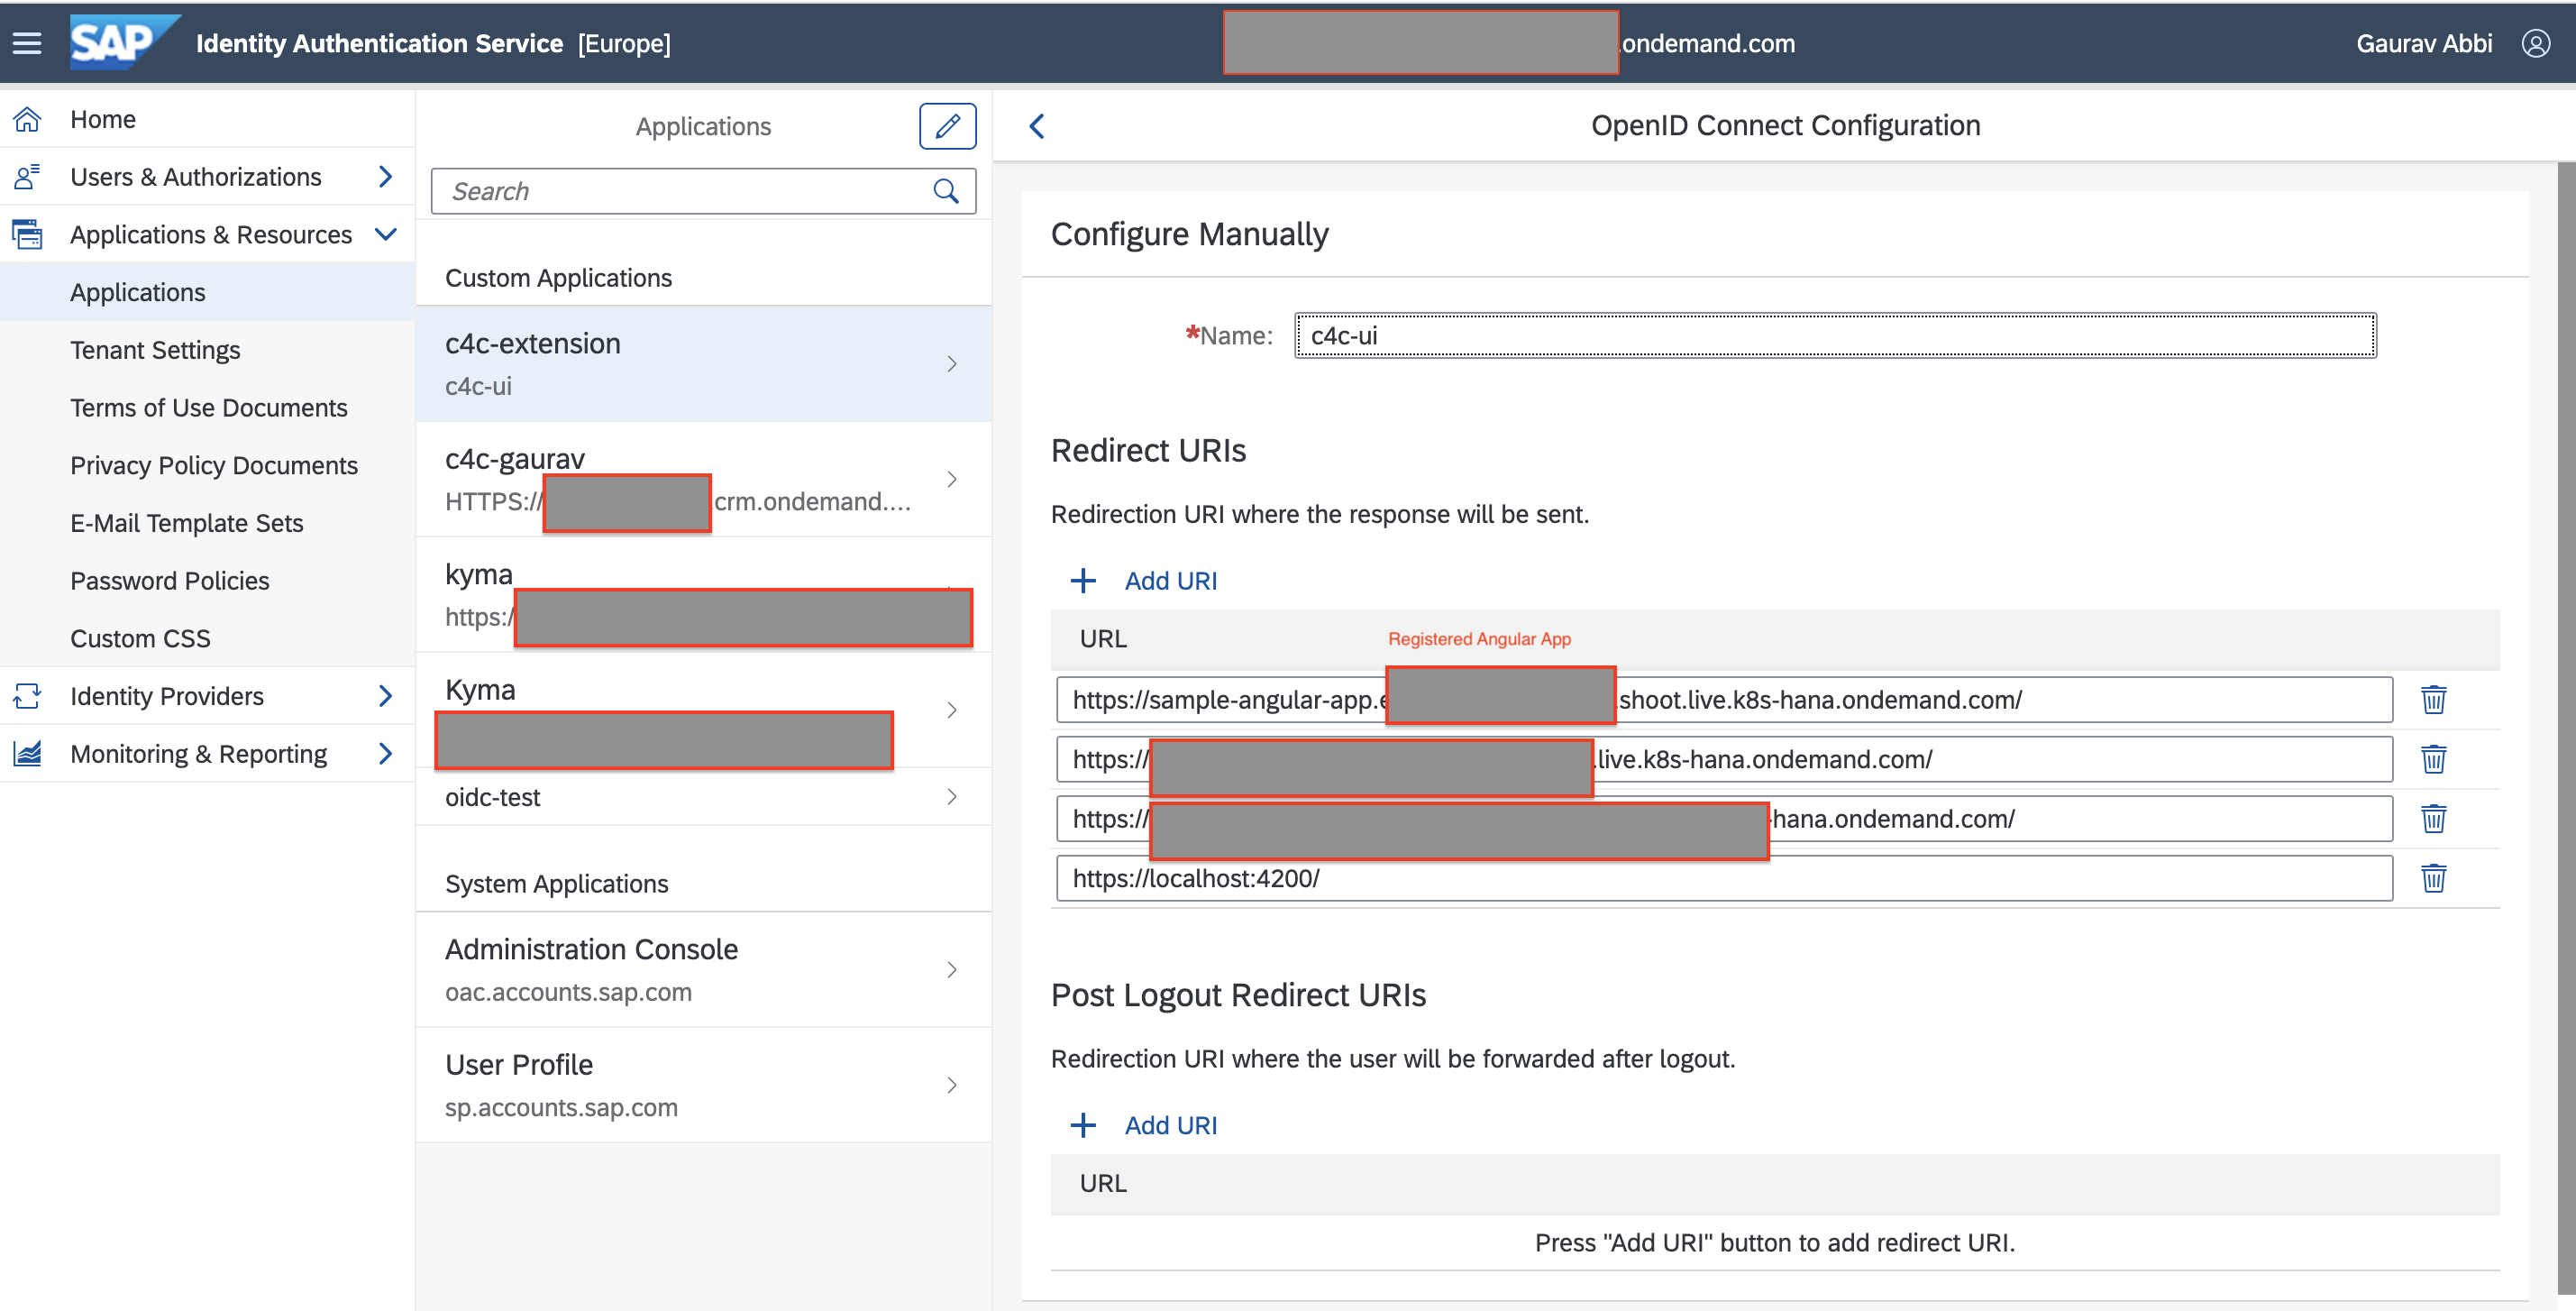 SAP Identity Authentication Service [Europe] .ondemand.com Gaurav Abbi
Home
Users & Authorizations
Applications & Resources
Applications
Tenant Settings
Terms of Use Documents
Privacy Policy Documents
E-Mail Template Sets
Password Policies
Custom CSS
Identity Providers
Monitoring & Reporting
Applications
Search
Custom Applications
c4c-extension
c4c-ui
c4c-gaurav
HTTPS:// .crm.ondemand....
kyma
https:/
Kyma
oidc-test
System Applications
Administration Console
oac.accounts.sap.com
User Profile
sp.accounts.sap.com
OpenID Connect Configuration
Configure Manually
*Name: c4c-ui
Redirect URIs
Redirection URI where the response will be sent.
+ Add URI
URL
Registered Angular App
https://sample-angular-app.e .shoot.live.k8s-hana.ondemand.com/
https:// .live.k8s-hana.ondemand.com/
https:// -hana.ondemand.com/
https://localhost:4200/
Post Logout Redirect URIs
Redirection URI where the user will be forwarded after logout.
+ Add URI
URL
Press "Add URI" button to add redirect URI.